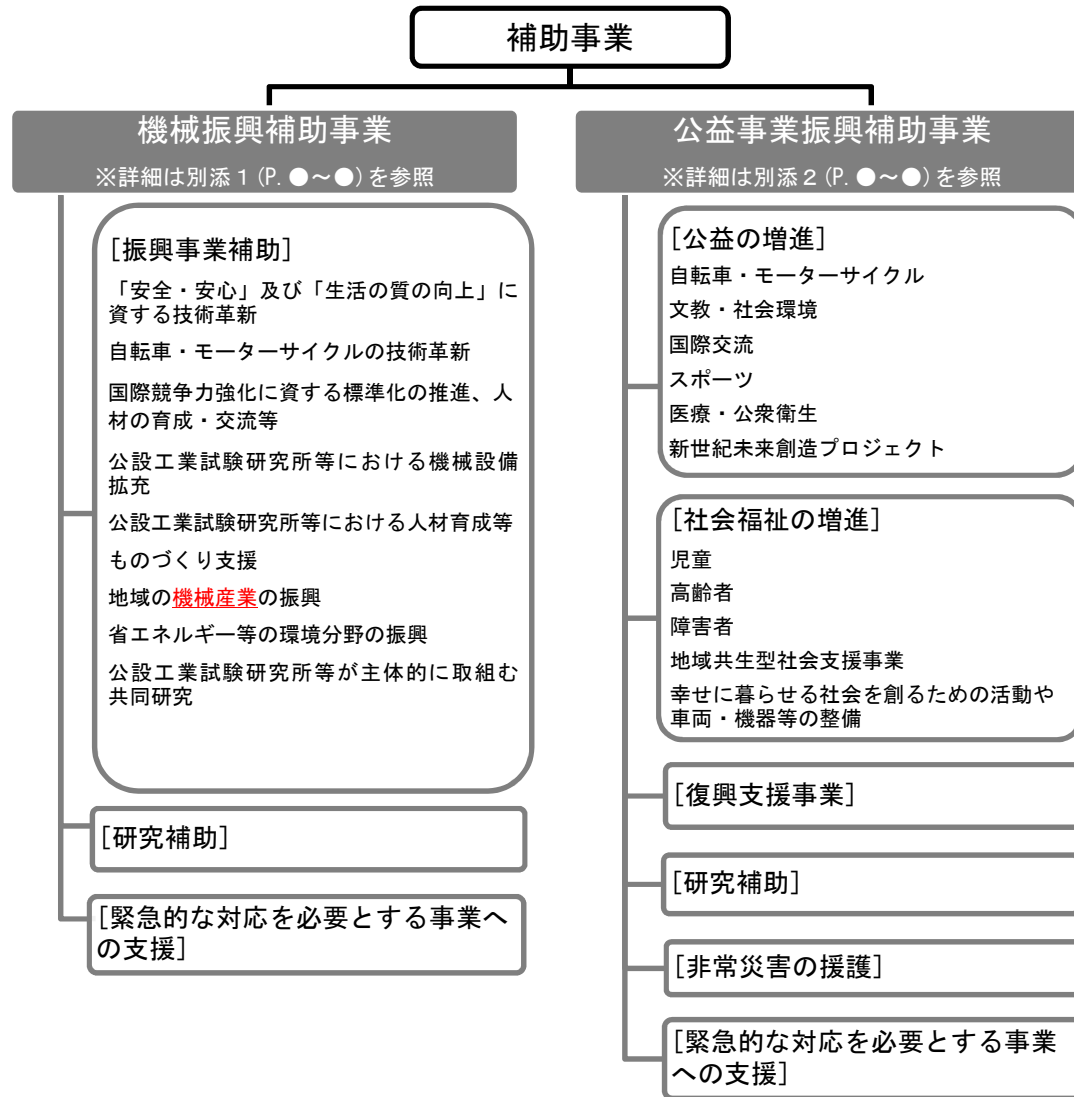 補助事業
機械振興補助事業
※詳細は別添１(P.●～●)を参照
[振興事業補助]
「安全・安心」及び「生活の質の向上」に
資する技術革新
自転車・モーターサイクルの技術革新
国際競争力強化に資する標準化の推進、人
材の育成・交流等
公設工業試験研究所等における機械設備
拡充
公設工業試験研究所等における人材育成等
ものづくり支援
地域の機械産業の振興
省エネルギー等の環境分野の振興
公設工業試験研究所等が主体的に取組む
共同研究
[研究補助]
[緊急的な対応を必要とする事業へ
の支援]
公益事業振興補助事業
※詳細は別添２(P.●～●)を参照
[公益の増進]
自転車・モーターサイクル
文教・社会環境
国際交流
スポーツ
医療・公衆衛生
新世紀未来創造プロジェクト
[社会福祉の増進]
児童
高齢者
障害者
地域共生型社会支援事業
幸せに暮らせる社会を創るための活動や
車両・機器等の整備
[復興支援事業]
[研究補助]
[非常災害の援護]
[緊急的な対応を必要とする事業
への支援]